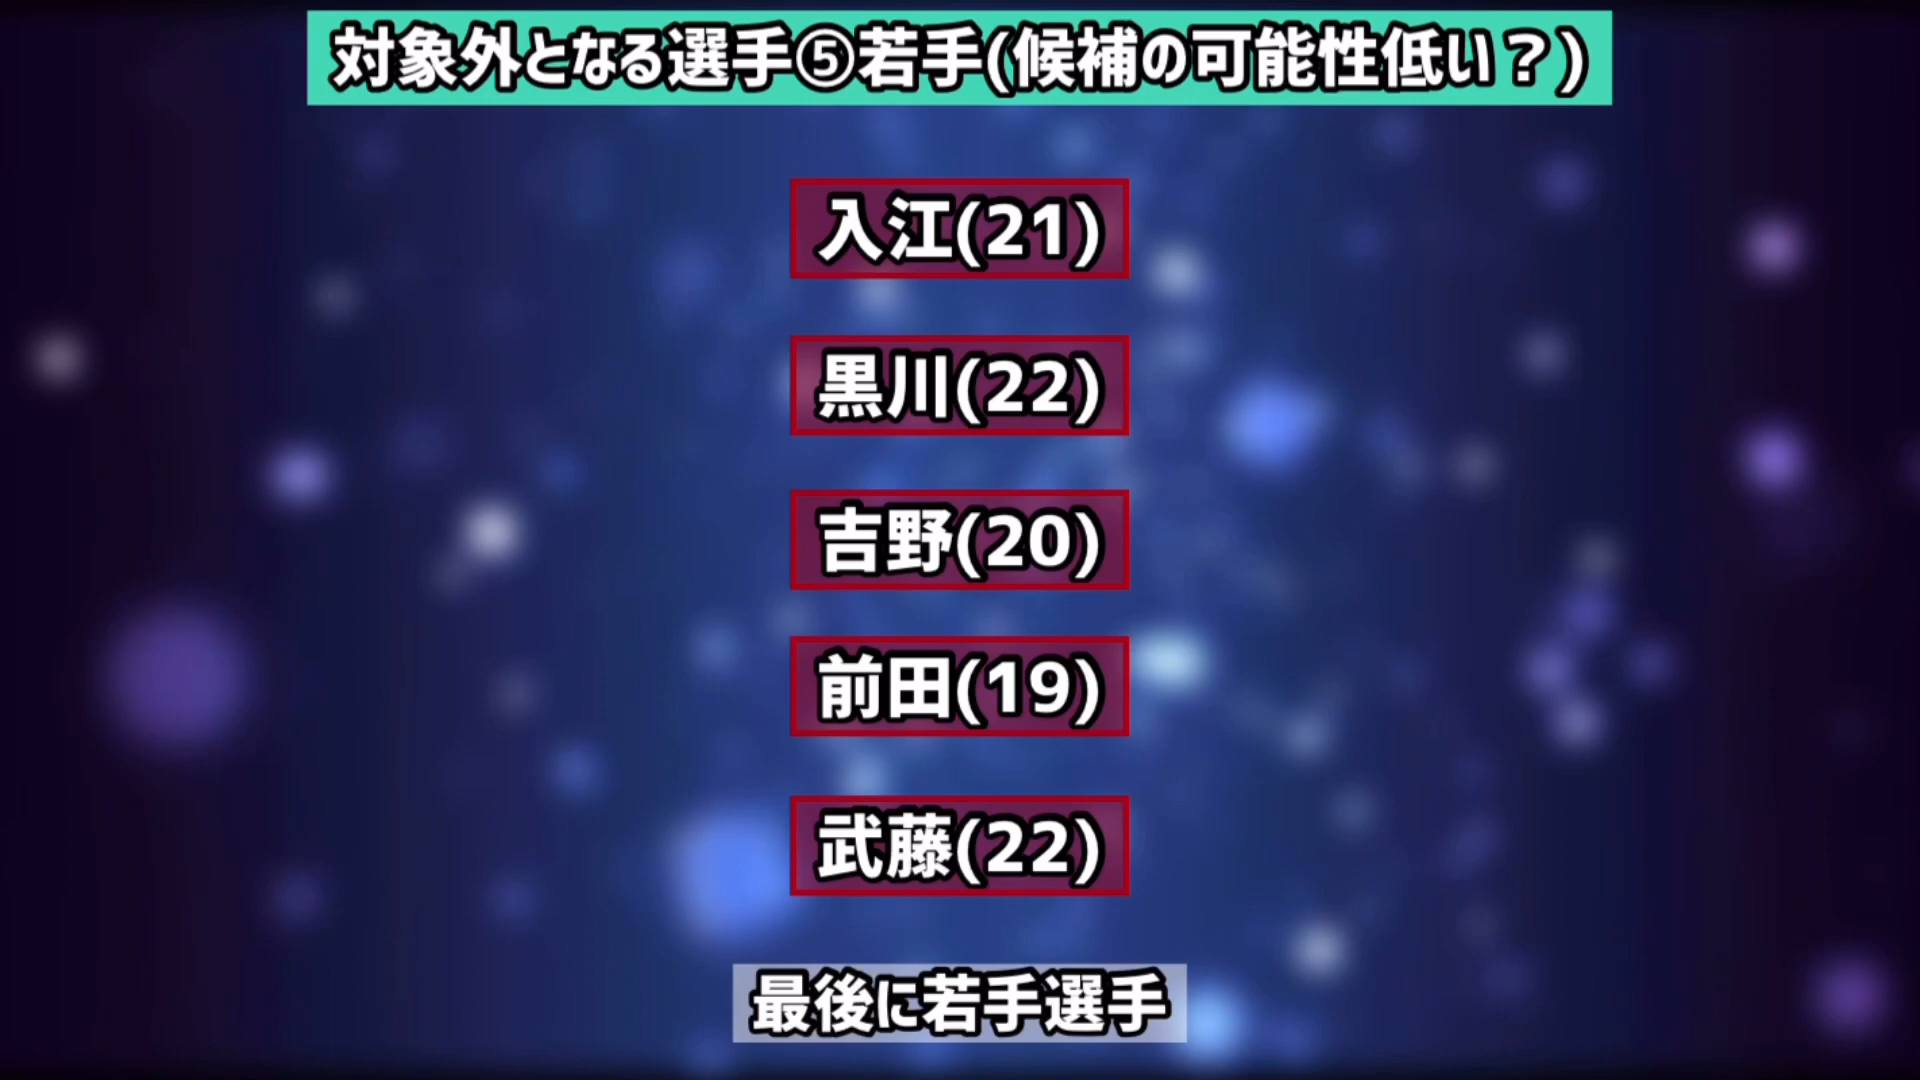 対象外となる選手⑤若手(候補の可能性低い？)
入江(21)
黒川(22)
吉野(20)
前田(19)
武藤(22)
最後に若手選手